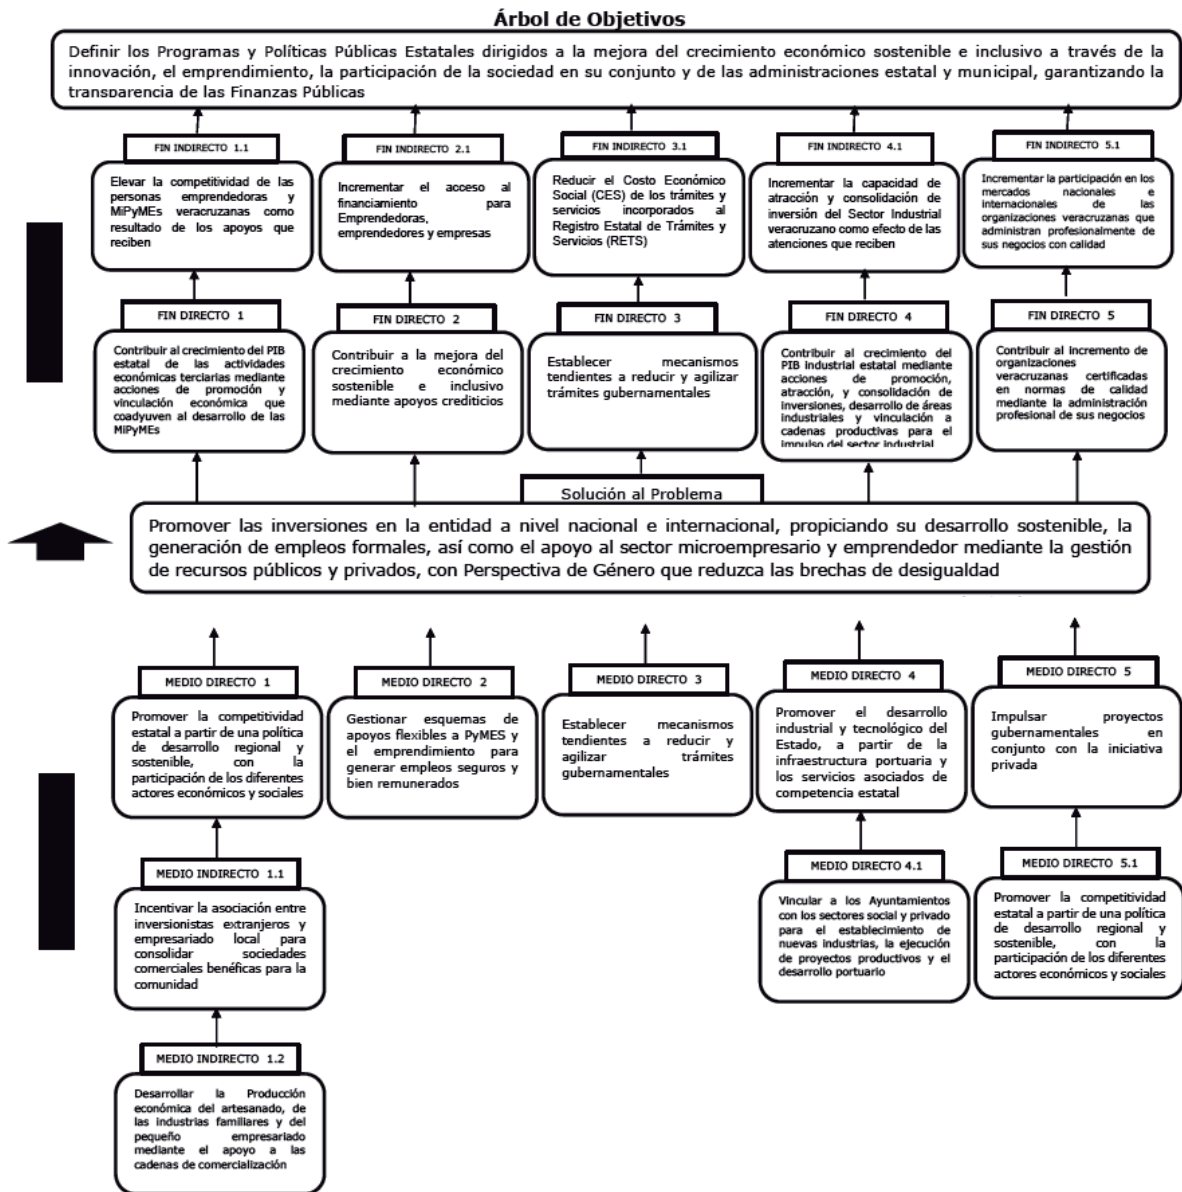 Árbol de Objetivos
Definir los Programas y Políticas Públicas Estatales dirigidos a la mejora del crecimiento económico sostenible e inclusivo a través de la
innovación, el emprendimiento, la participación de la sociedad en su conjunto y de las administraciones estatal y municipal, garantizando la
transparencia de las Finanzas Públicas
FIN INDIRECTO 1.1
Elevar la competitividad de las
personas emprendedoras y
MiPyMEs veracruzanas como
resultado de los apoyos que
reciben
FIN INDIRECTO 2.1
Incrementar el acceso al
financiamiento para
Emprendedoras,
emprendedores y empresas
FIN INDIRECTO 3.1
Reducir el Costo Económico
Social (CES) de los trámites y
servicios incorporados al
Registro Estatal de Trámites y
Servicios (RETS)
FIN INDIRECTO 4.1
Incrementar la capacidad de
atracción y consolidación de
inversión del Sector Industrial
veracruzano como efecto de las
atenciones que reciben
FIN INDIRECTO 5.1
Incrementar la participación en los
mercados nacionales e
internacionales de las
organizaciones veracruzanas que
administran profesionalmente de
sus negocios con calidad
FIN DIRECTO 1
Contribuir al crecimiento del PIB
estatal de las actividades
económicas terciarias mediante
acciones de promoción y
vinculación económica que
coadyuven al desarrollo de las
MiPyMEs
FIN DIRECTO 2
Contribuir a la mejora del
crecimiento económico
sostenible e inclusivo
mediante apoyos crediticios
FIN DIRECTO 3
Establecer mecanismos
tendientes a reducir y agilizar
trámites gubernamentales
FIN DIRECTO 4
Contribuir al crecimiento del
PIB industrial estatal mediante
acciones de promoción,
atracción, y consolidación de
inversiones, desarrollo de áreas
industriales y vinculación a
cadenas productivas para el
impulso del sector industrial
FIN DIRECTO 5
Contribuir al incremento de
organizaciones
veracruzanas certificadas
en normas de calidad
mediante la administración
profesional de sus negocios
Solución al Problema
Promover las inversiones en la entidad a nivel nacional e internacional, propiciando su desarrollo sostenible, la
generación de empleos formales, así como el apoyo al sector microempresario y emprendedor mediante la gestión
de recursos públicos y privados, con Perspectiva de Género que reduzca las brechas de desigualdad
MEDIO DIRECTO 1
Promover la competitividad
estatal a partir de una política
de desarrollo regional y
sostenible, con la
participación de los diferentes
actores económicos y sociales
MEDIO DIRECTO 2
Gestionar esquemas de
apoyos flexibles a PyMES y
el emprendimiento para
generar empleos seguros y
bien remunerados
MEDIO DIRECTO 3
Establecer mecanismos
tendientes a reducir y
agilizar trámites
gubernamentales
MEDIO DIRECTO 4
Promover el desarrollo
industrial y tecnológico del
Estado, a partir de la
infraestructura portuaria y
los servicios asociados de
competencia estatal
MEDIO DIRECTO 5
Impulsar proyectos
gubernamentales en
conjunto con la iniciativa
privada
MEDIO INDIRECTO 1.1
Incentivar la asociación entre
inversionistas extranjeros y
empresariado local para
consolidar sociedades
comerciales benéficas para la
comunidad
MEDIO DIRECTO 4.1
Vincular a los Ayuntamientos
con los sectores social y privado
para el establecimiento de
nuevas industrias, la ejecución
de proyectos productivos y el
desarrollo portuario
MEDIO DIRECTO 5.1
Promover la competitividad
estatal a partir de una política
de desarrollo regional y
sostenible, con la
participación de los diferentes
actores económicos y sociales
MEDIO INDIRECTO 1.2
Desarrollar la Producción
económica del artesanado, de
las industrias familiares y del
pequeño empresariado
mediante el apoyo a las
cadenas de comercialización